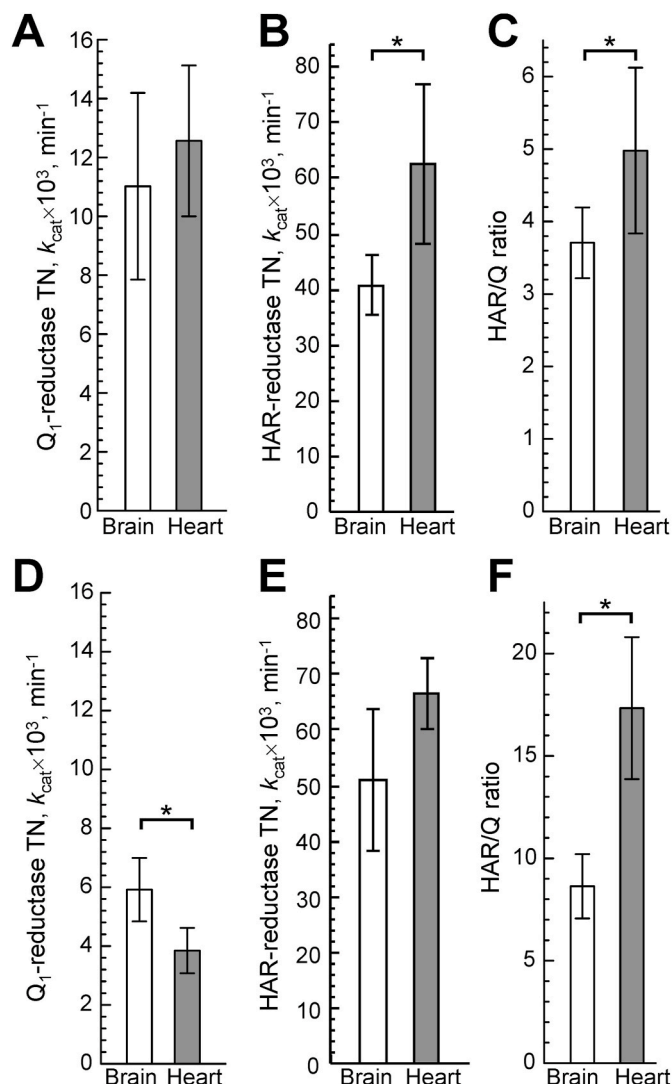 A
Q₁-reductase TN, kcat×10³, min⁻¹
16
14
12
10
8
6
4
2
0
Brain Heart
B
HAR-reductase TN, kcat×10³, min⁻¹
*
80
70
60
50
40
30
20
10
0
Brain Heart
C
HAR/Q ratio
*
6
5
4
3
2
1
0
Brain Heart
D
Q₁-reductase TN, kcat×10³, min⁻¹
*
16
14
12
10
8
6
4
2
0
Brain Heart
E
HAR-reductase TN, kcat×10³, min⁻¹
80
70
60
50
40
30
20
10
0
Brain Heart
F
HAR/Q ratio
*
20
15
10
5
0
Brain Heart